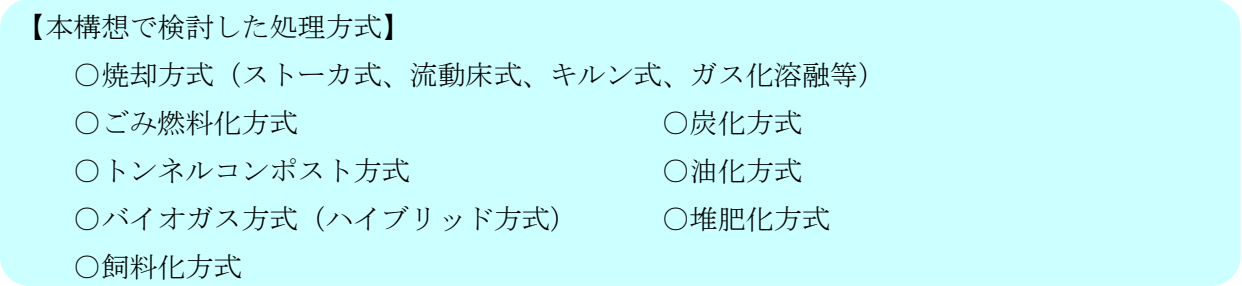 【本構想で検討した処理方式】
○焼却方式（ストーカ式、流動床式、キルン式、ガス化溶融等）
○ごみ燃料化方式　○炭化方式
○トンネルコンポスト方式　○油化方式
○バイオガス方式（ハイブリッド方式）　○堆肥化方式
○飼料化方式